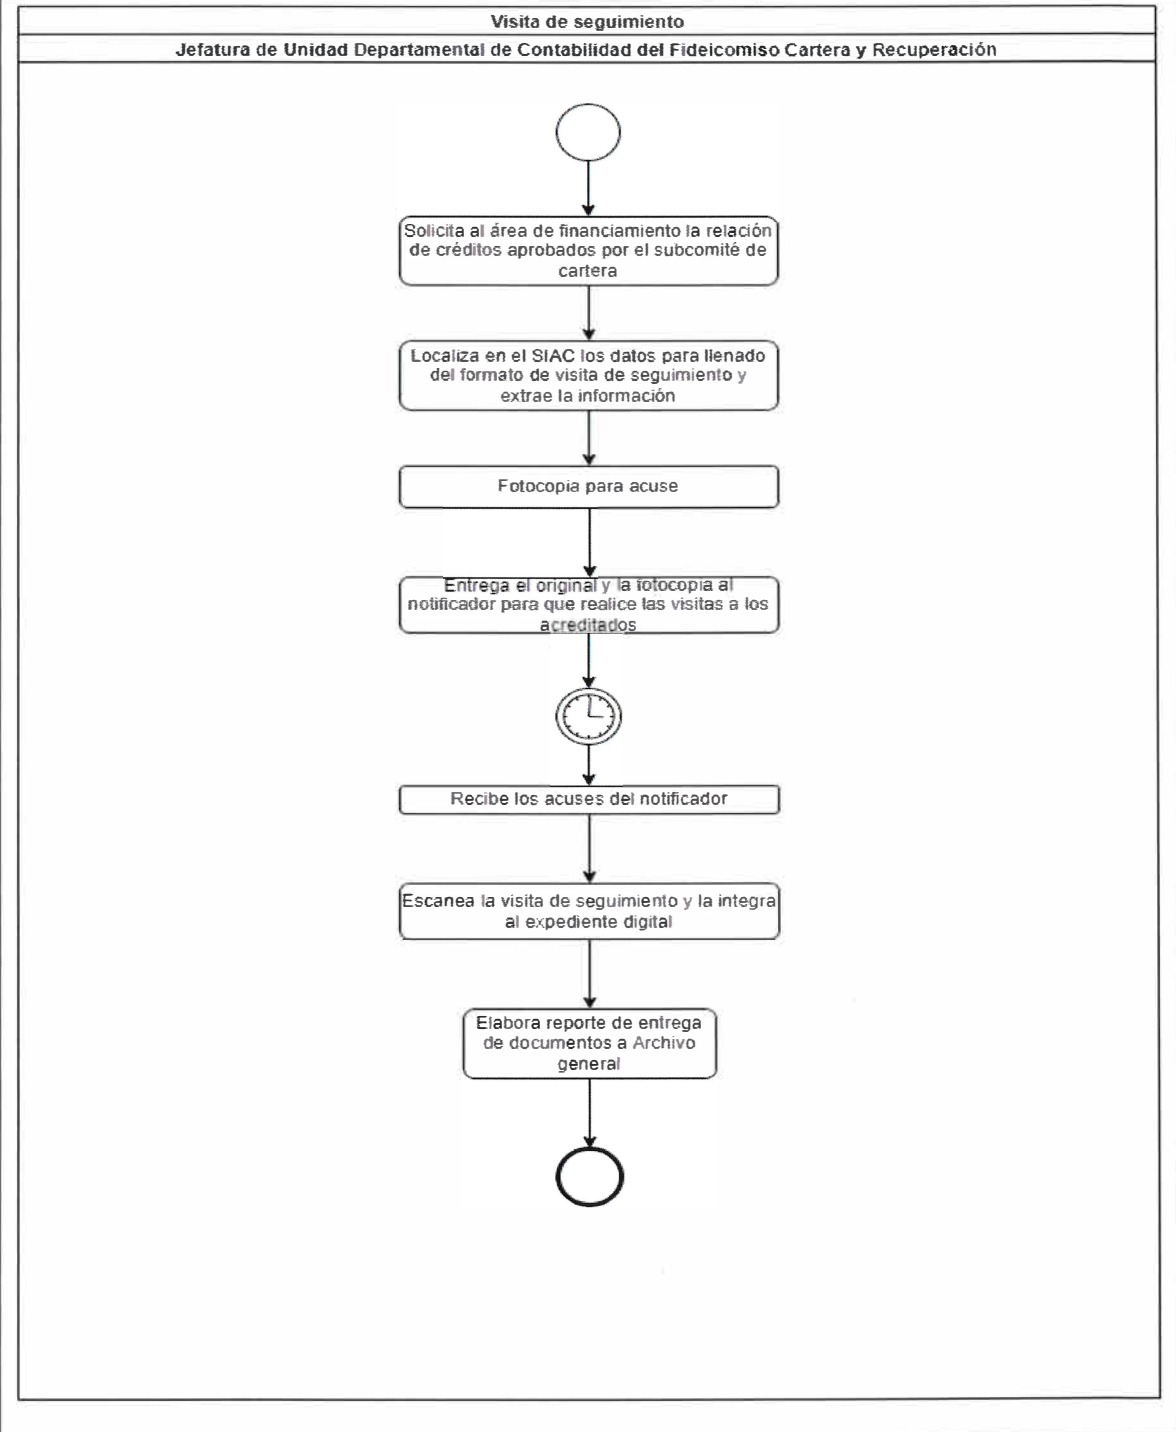 Visita de seguimiento
Jefatura de Unidad Departamental de Contabilidad del Fideicomiso Cartera y Recuperación
Solicita al área de financiamiento la relación
de créditos aprobados por el subcomité de
cartera
Localiza en el SIAC los datos para llenado
del formato de visita de seguimiento y
extrae la información
Fotocopia para acuse
Entrega el original y la fotocopia al
notificador para que realice las visitas a los
acreditados
Recibe los acuses del notificador
Escanea la visita de seguimiento y la integra
al expediente digital
Elabora reporte de entrega
de documentos a Archivo
general